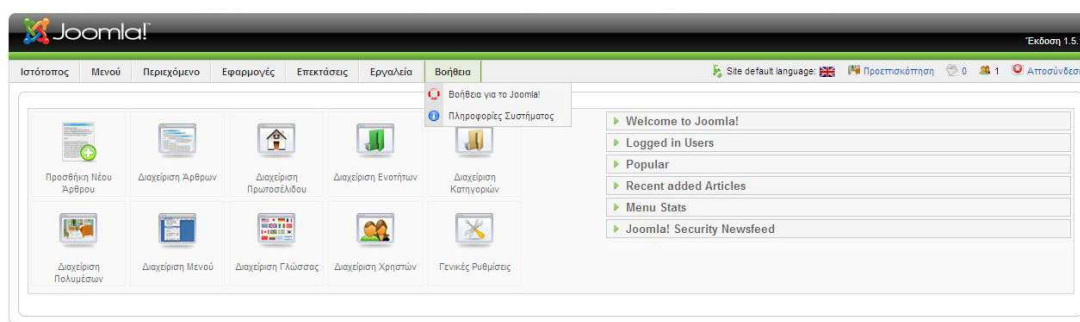 Joomla!
Έκδοση 1.5.
Ιστότοπος Μενού Περιεχόμενο Εφαρμογές Επεκτάσεις Εργαλεία Βοήθεια Site default language: Προεπισκόπηση 0 1 Αποσύνδεση
Βοήθεια για το Joomla!
Πληροφορίες Συστήματος
Προσθήκη Νέου
Άρθρου
Διαχείριση Άρθρων
Διαχείριση
Πρωτοσέλιδου
Διαχείριση Ενοτήτων
Διαχείριση
Κατηγοριών
Διαχείριση
Πολυμέσων
Διαχείριση Μενού
Διαχείριση Γλώσσας
Διαχείριση Χρηστών
Γενικές Ρυθμίσεις
Welcome to Joomla!
Logged in Users
Popular
Recent added Articles
Menu Stats
Joomla! Security Newsfeed